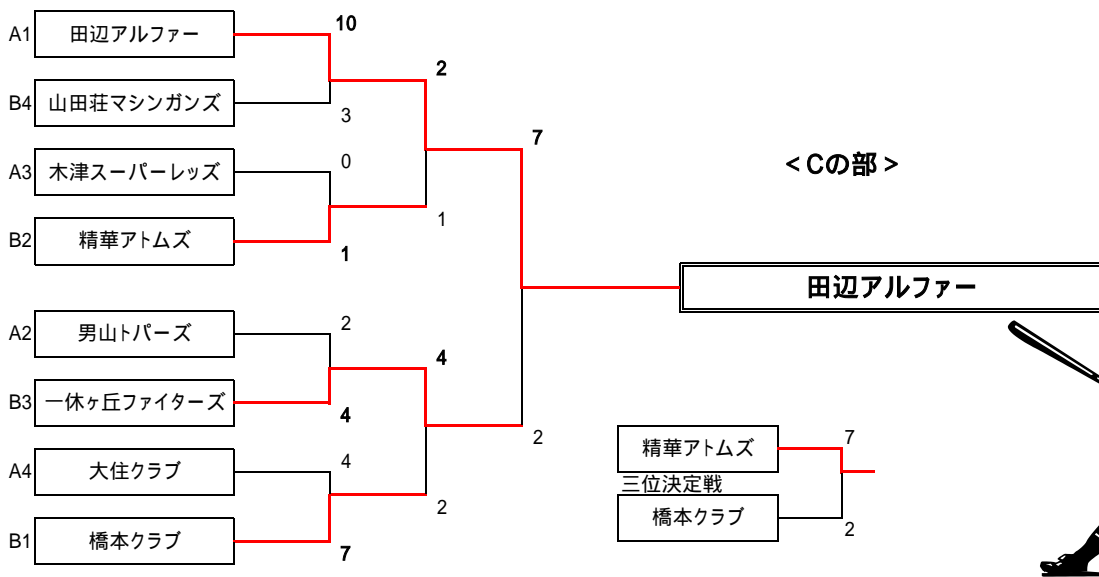 A1 田辺アルファー 10
2
B4 山田荘マシンガンズ 3
7
A3 木津スーパーレッズ 0
<Cの部>
1
B2 精華アトムズ 1
田辺アルファー
A2 男山トパーズ 2
4
B3 一休ヶ丘ファイターズ 4
2
A4 大住クラブ 4
2
B1 橋本クラブ 7
精華アトムズ 7
三位決定戦
橋本クラブ 2